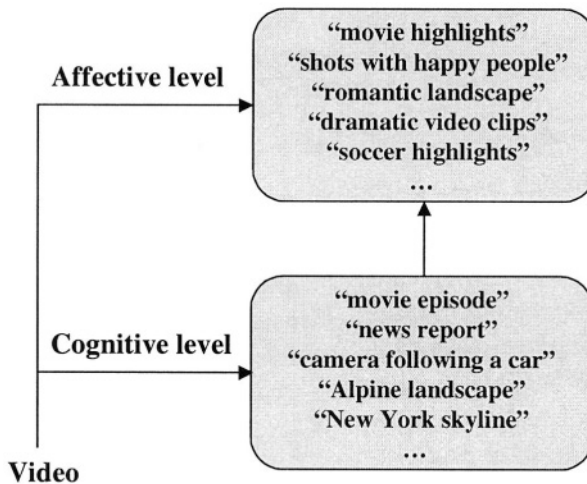 “movie highlights”
“shots with happy people”
Affective level
“romantic landscape”
“dramatic video clips”
“soccer highlights”
...
“movie episode”
“news report”
Cognitive level
“camera following a car”
“Alpine landscape”
“New York skyline”
...
Video